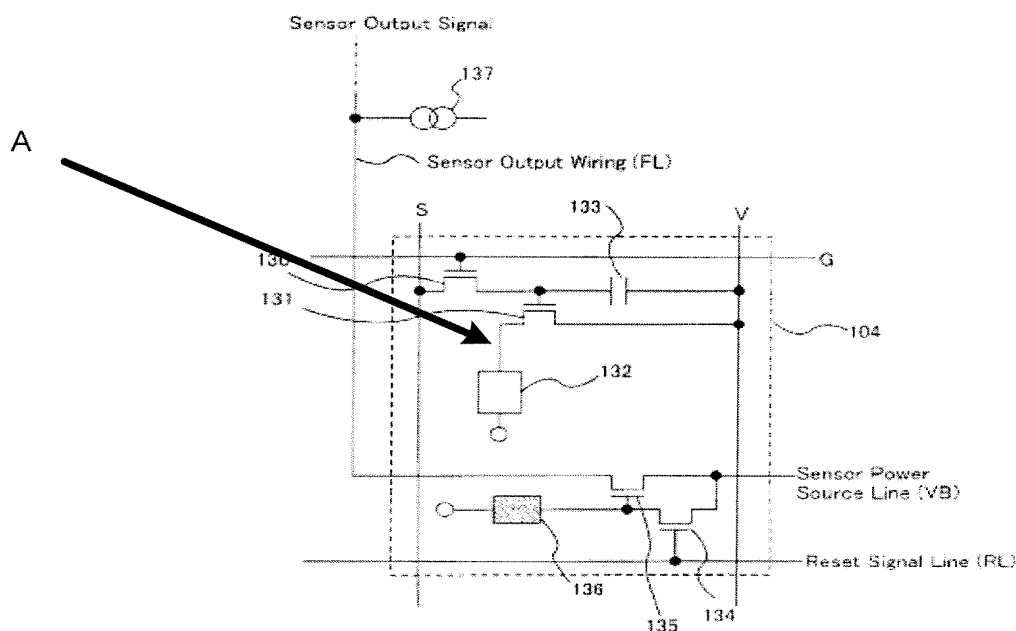 Sensor Output Signal
137
A
Sensor Output Wiring (FL)
S
133
V
130
G
131
104
132
Sensor Power
Source Line (VB)
Reset Signal Line (RL)
136
134
135